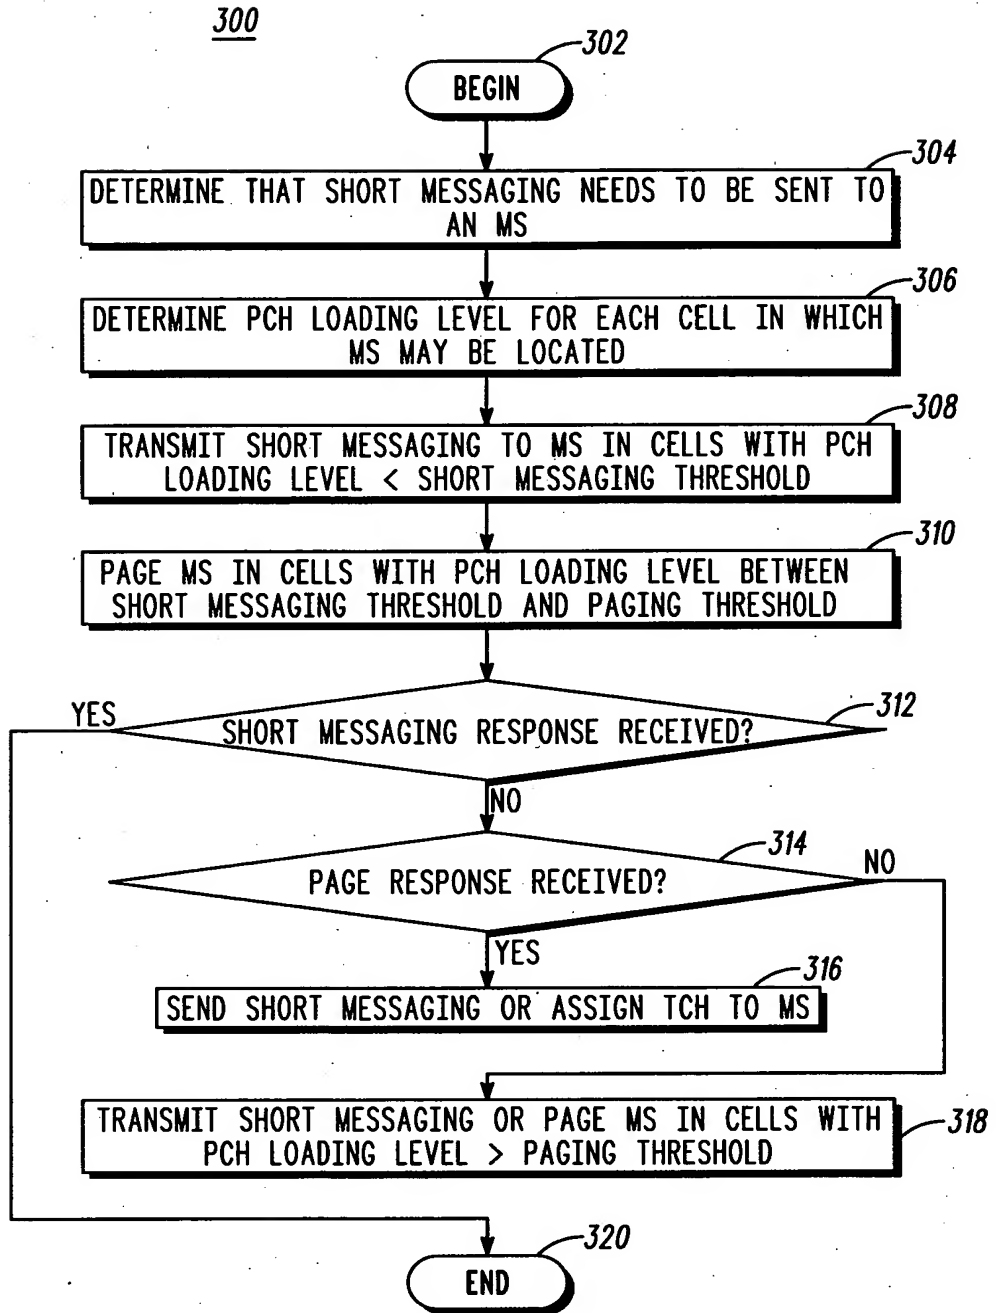 300
302
BEGIN
304
DETERMINE THAT SHORT MESSAGING NEEDS TO BE SENT TO
AN MS
306
DETERMINE PCH LOADING LEVEL FOR EACH CELL IN WHICH
MS MAY BE LOCATED
308
TRANSMIT SHORT MESSAGING TO MS IN CELLS WITH PCH
LOADING LEVEL < SHORT MESSAGING THRESHOLD
310
PAGE MS IN CELLS WITH PCH LOADING LEVEL BETWEEN
SHORT MESSAGING THRESHOLD AND PAGING THRESHOLD
YES
312
SHORT MESSAGING RESPONSE RECEIVED?
NO
314
NO
PAGE RESPONSE RECEIVED?
YES
316
SEND SHORT MESSAGING OR ASSIGN TCH TO MS
TRANSMIT SHORT MESSAGING OR PAGE MS IN CELLS WITH
PCH LOADING LEVEL > PAGING THRESHOLD
318
320
END